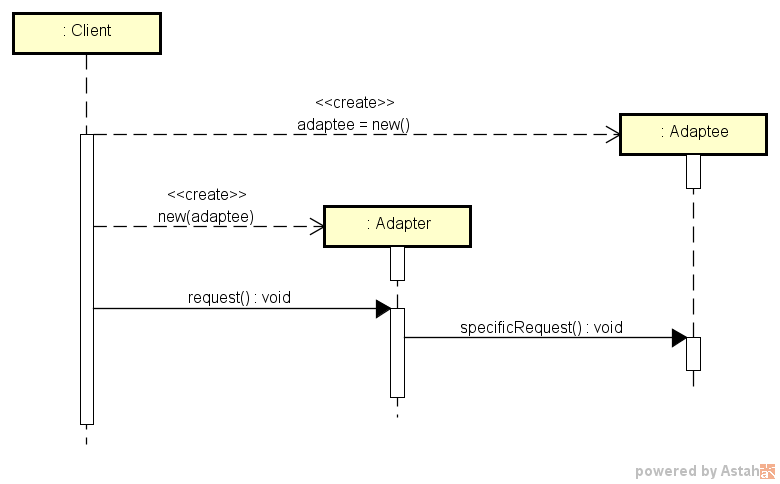 : Client
<<create>>
adaptee = new()
: Adaptee
<<create>>
new(adaptee)
: Adapter
request() : void
specificRequest() : void
powered by Astah